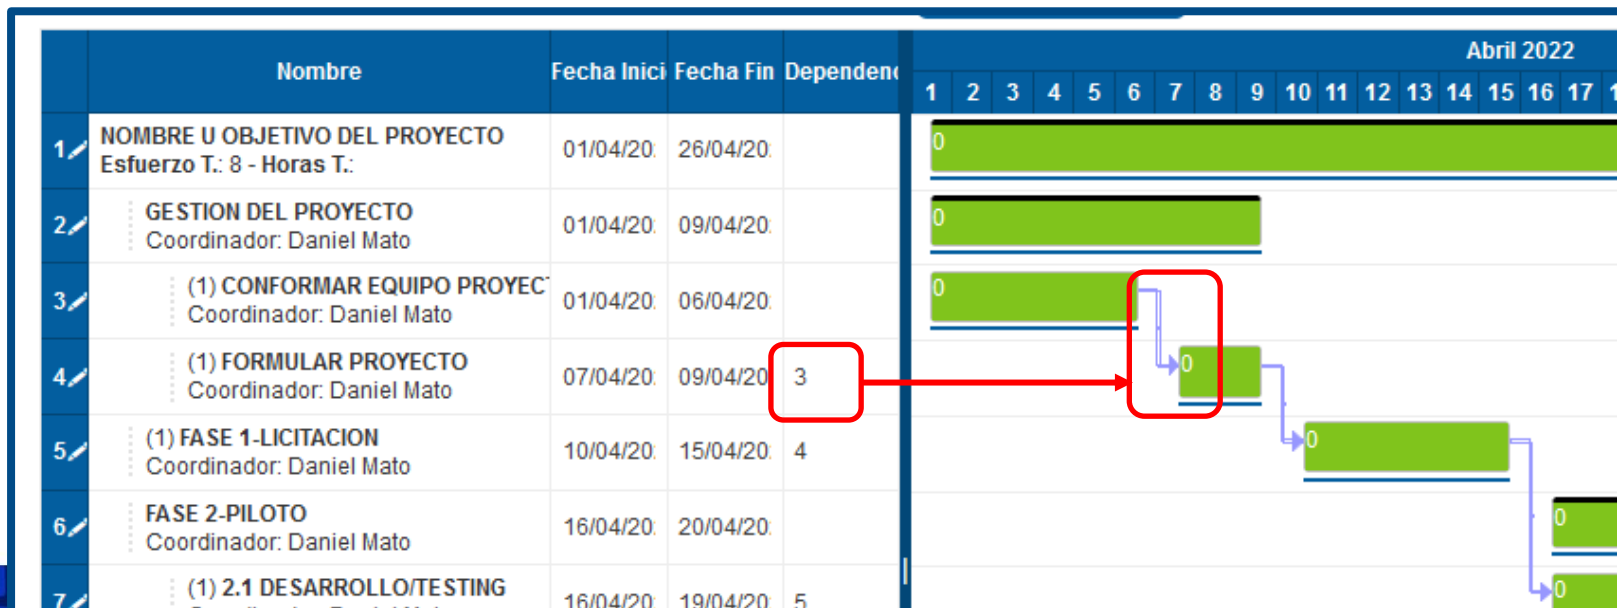 Abril 2022
Nombre Fecha Inici Fecha Fin Dependenc
1 2 3 4 5 6 7 8 9 10 11 12 13 14 15 16 17 1
1 NOMBRE U OBJETIVO DEL PROYECTO 01/04/20 26/04/20
Esfuerzo T.: 8 - Horas T.:
0
2 GESTION DEL PROYECTO 01/04/20 09/04/20
Coordinador: Daniel Mato
0
3 (1) CONFORMAR EQUIPO PROYEC 01/04/20 06/04/20
Coordinador: Daniel Mato
0
4 (1) FORMULAR PROYECTO 07/04/20 09/04/20 3
Coordinador: Daniel Mato
0
5 (1) FASE 1-LICITACION 10/04/20 15/04/20 4
Coordinador: Daniel Mato
0
6 FASE 2-PILOTO 16/04/20 20/04/20
Coordinador: Daniel Mato
0
7 (1) 2.1 DESARROLLO/TESTING 16/04/20 19/04/20 5
0